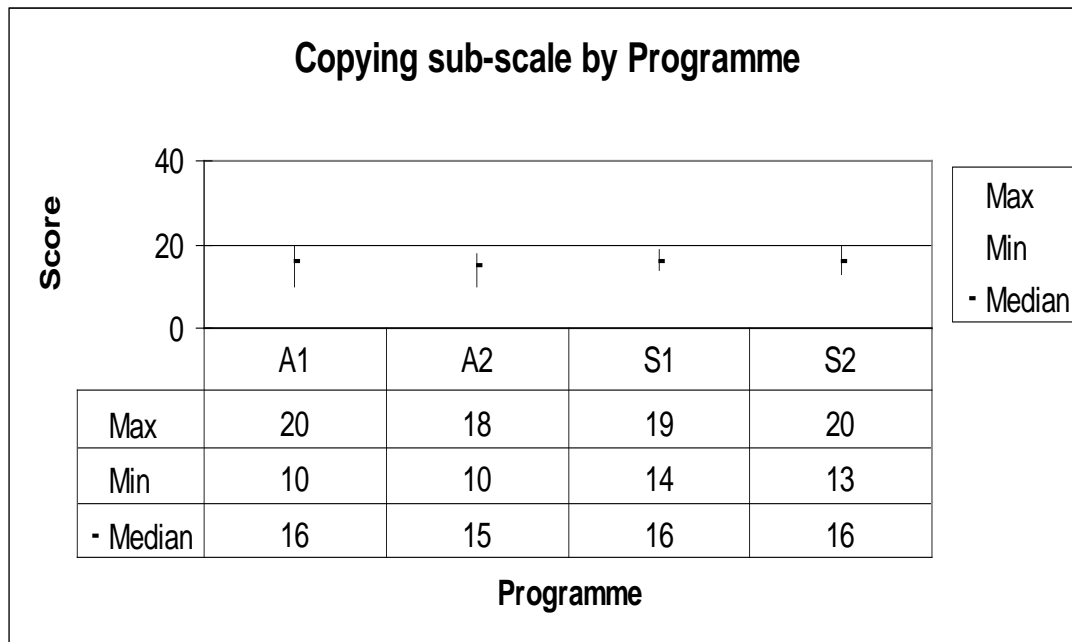 Copying sub-scale by Programme
40
20
0
Score
Max
Min
- Median
A1 A2 S1 S2
Max 20 18 19 20
Min 10 10 14 13
- Median 16 15 16 16
Programme